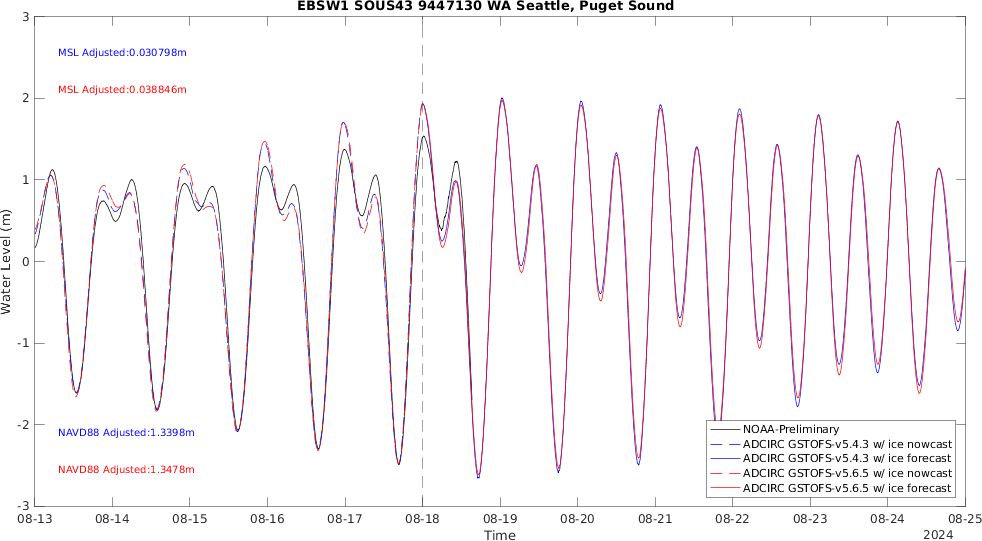 EBSW1 SOUS43 9447130 WA Seattle, Puget Sound
3
2
1
0
-1
-2
-3
Water Level (m)
MSL Adjusted:0.030798m
MSL Adjusted:0.038846m
NAVD88 Adjusted:1.3398m
NAVD88 Adjusted:1.3478m
NOAA-Preliminary
ADCIRC GSTOFS-v5.4.3 w/ ice nowcast
ADCIRC GSTOFS-v5.4.3 w/ ice forecast
ADCIRC GSTOFS-v5.6.5 w/ ice nowcast
ADCIRC GSTOFS-v5.6.5 w/ ice forecast
08-13 08-14 08-15 08-16 08-17 08-18 08-19 08-20 08-21 08-22 08-23 08-24 08-25
Time
2024